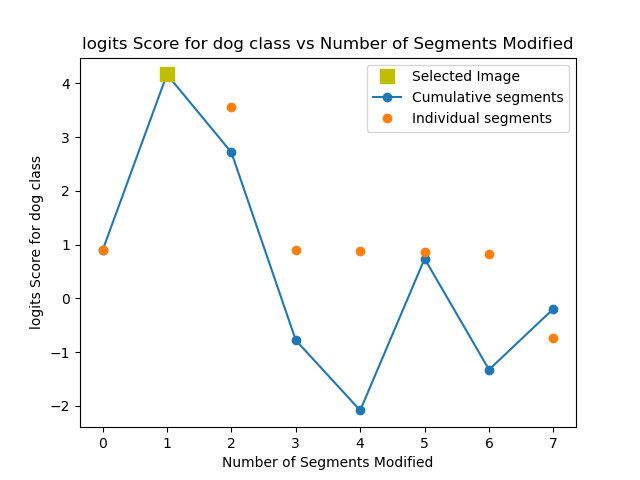 logits Score for dog class vs Number of Segments Modified
Selected Image
Cumulative segments
Individual segments
logits Score for dog class
4
3
2
1
0
−1
−2
0 1 2 3 4 5 6 7
Number of Segments Modified